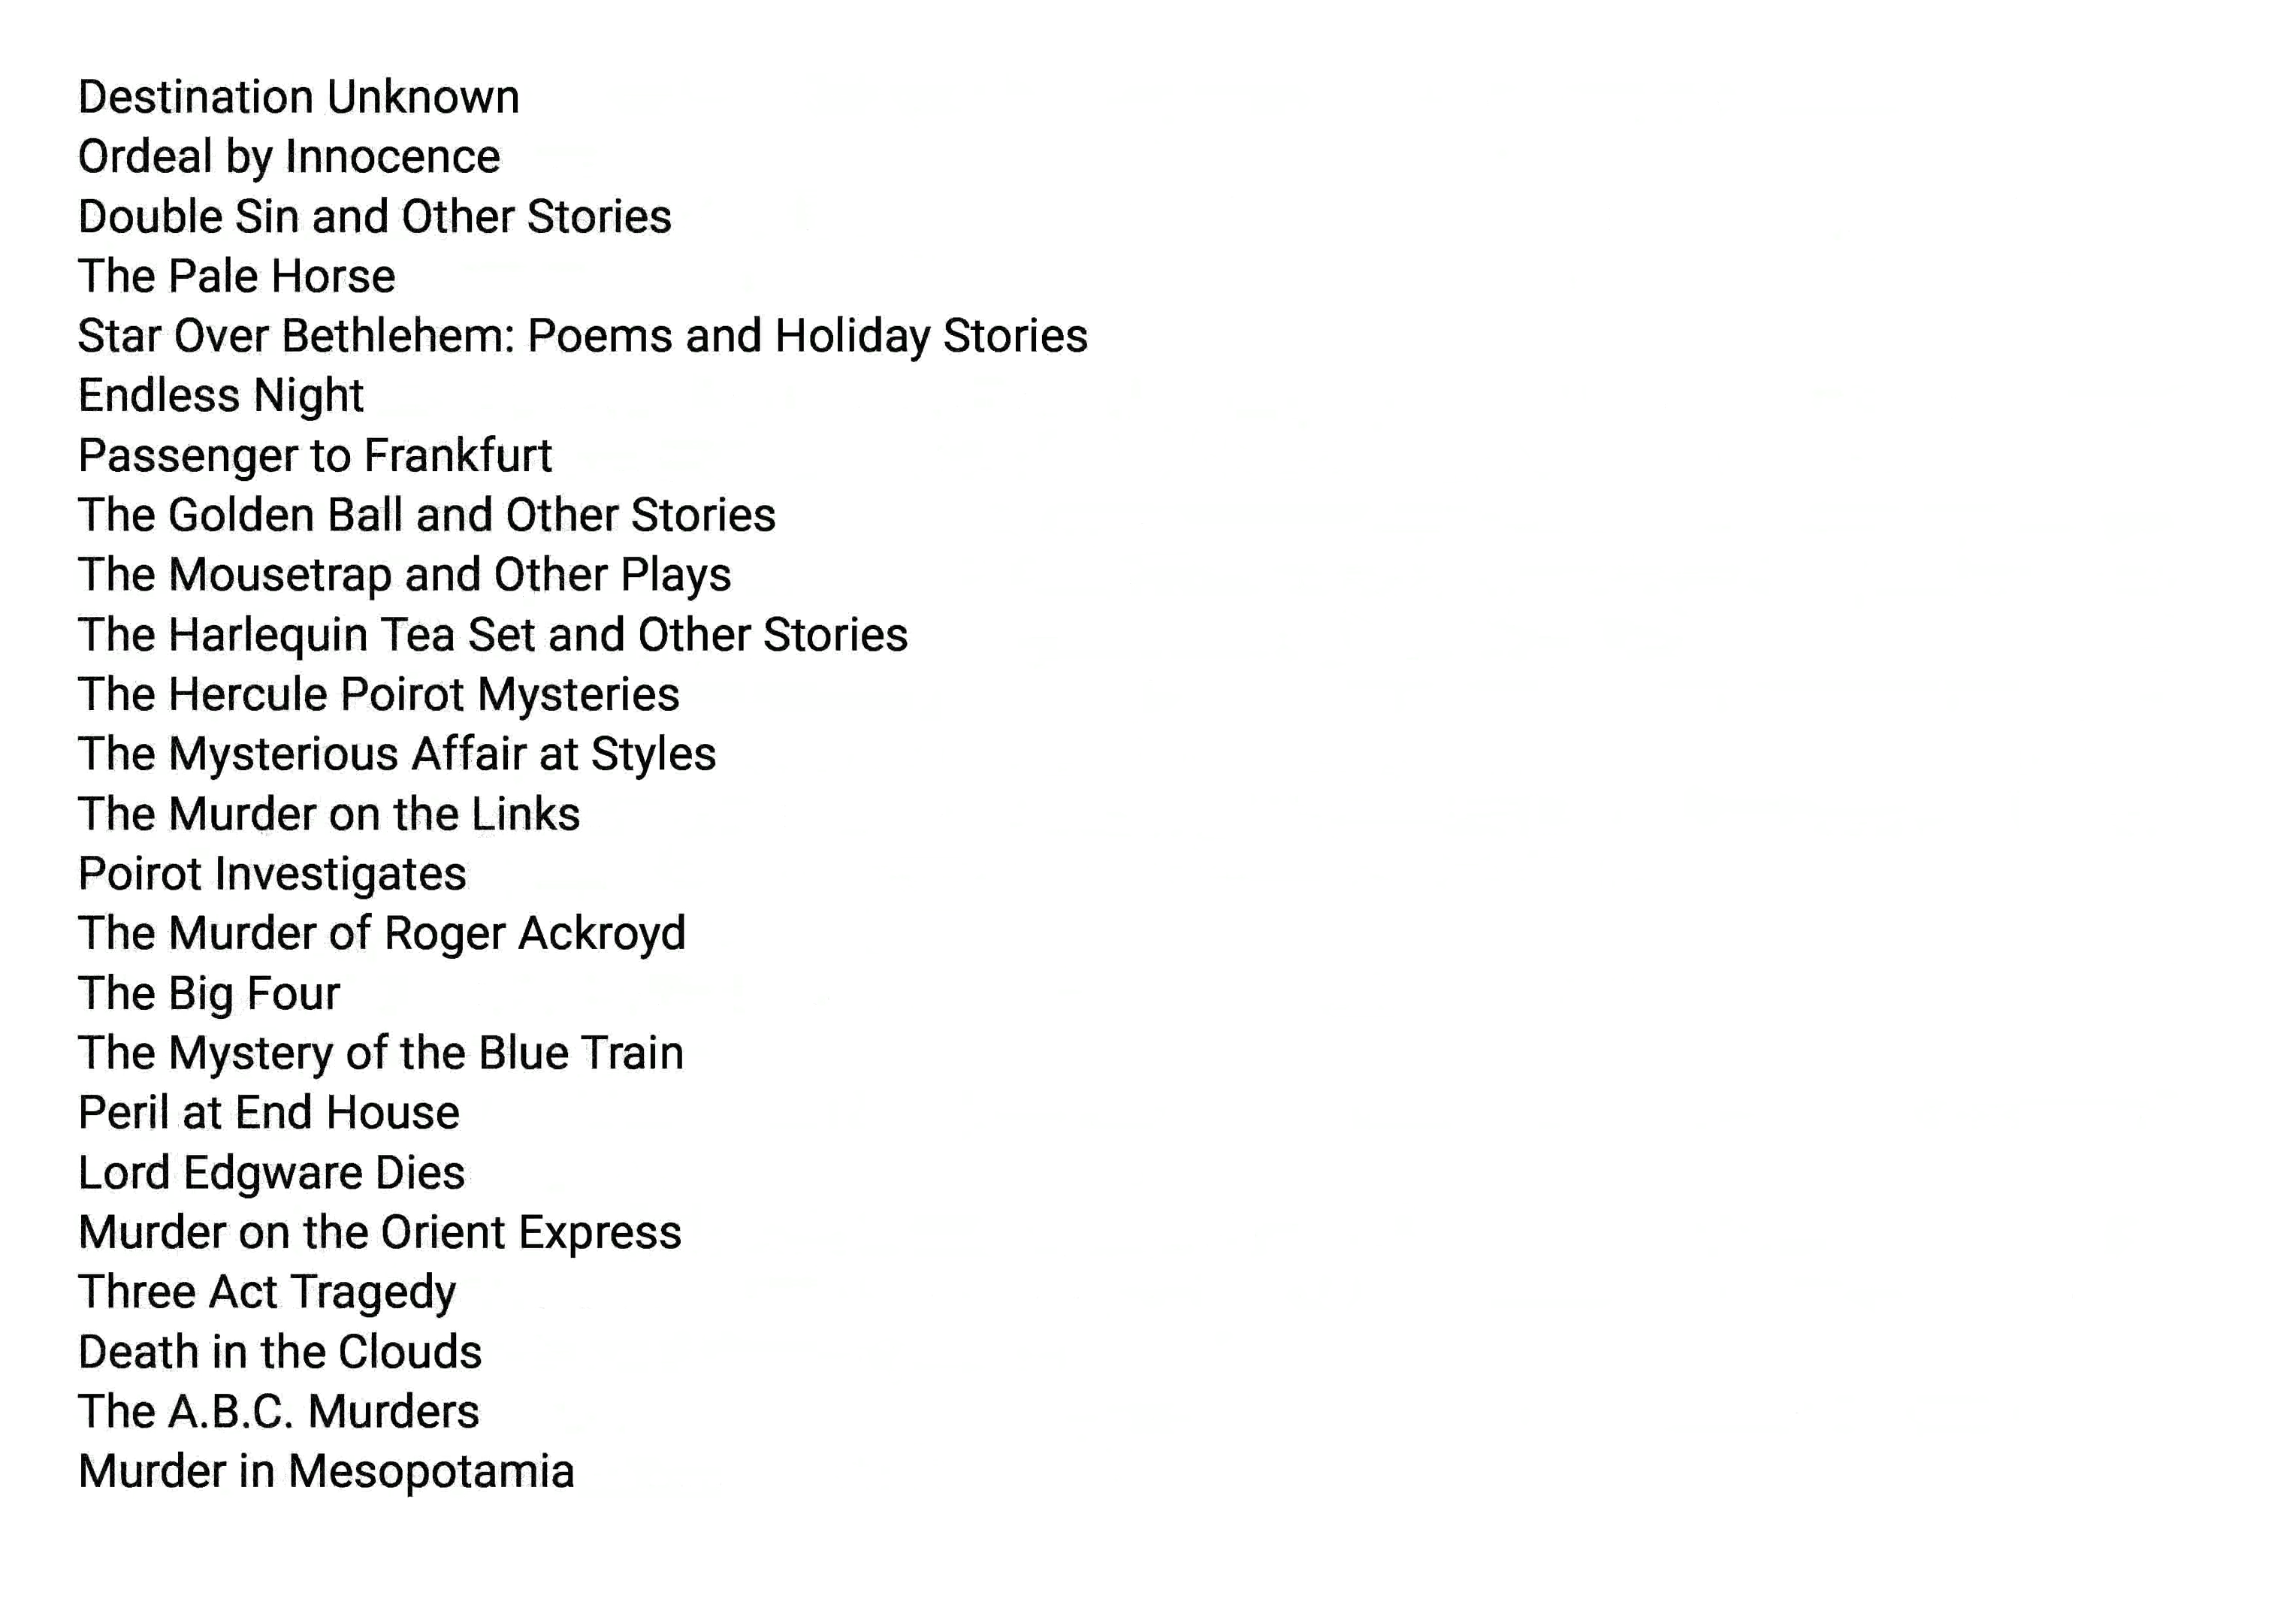 Destination Unknown
Ordeal by Innocence
Double Sin and Other Stories
The Pale Horse
Star Over Bethlehem: Poems and Holiday Stories
Endless Night
Passenger to Frankfurt
The Golden Ball and Other Stories
The Mousetrap and Other Plays
The Harlequin Tea Set and Other Stories
The Hercule Poirot Mysteries
The Mysterious Affair at Styles
The Murder on the Links
Poirot Investigates
The Murder of Roger Ackroyd
The Big Four
The Mystery of the Blue Train
Peril at End House
Lord Edgware Dies
Murder on the Orient Express
Three Act Tragedy
Death in the Clouds
The A.B.C. Murders
Murder in Mesopotamia